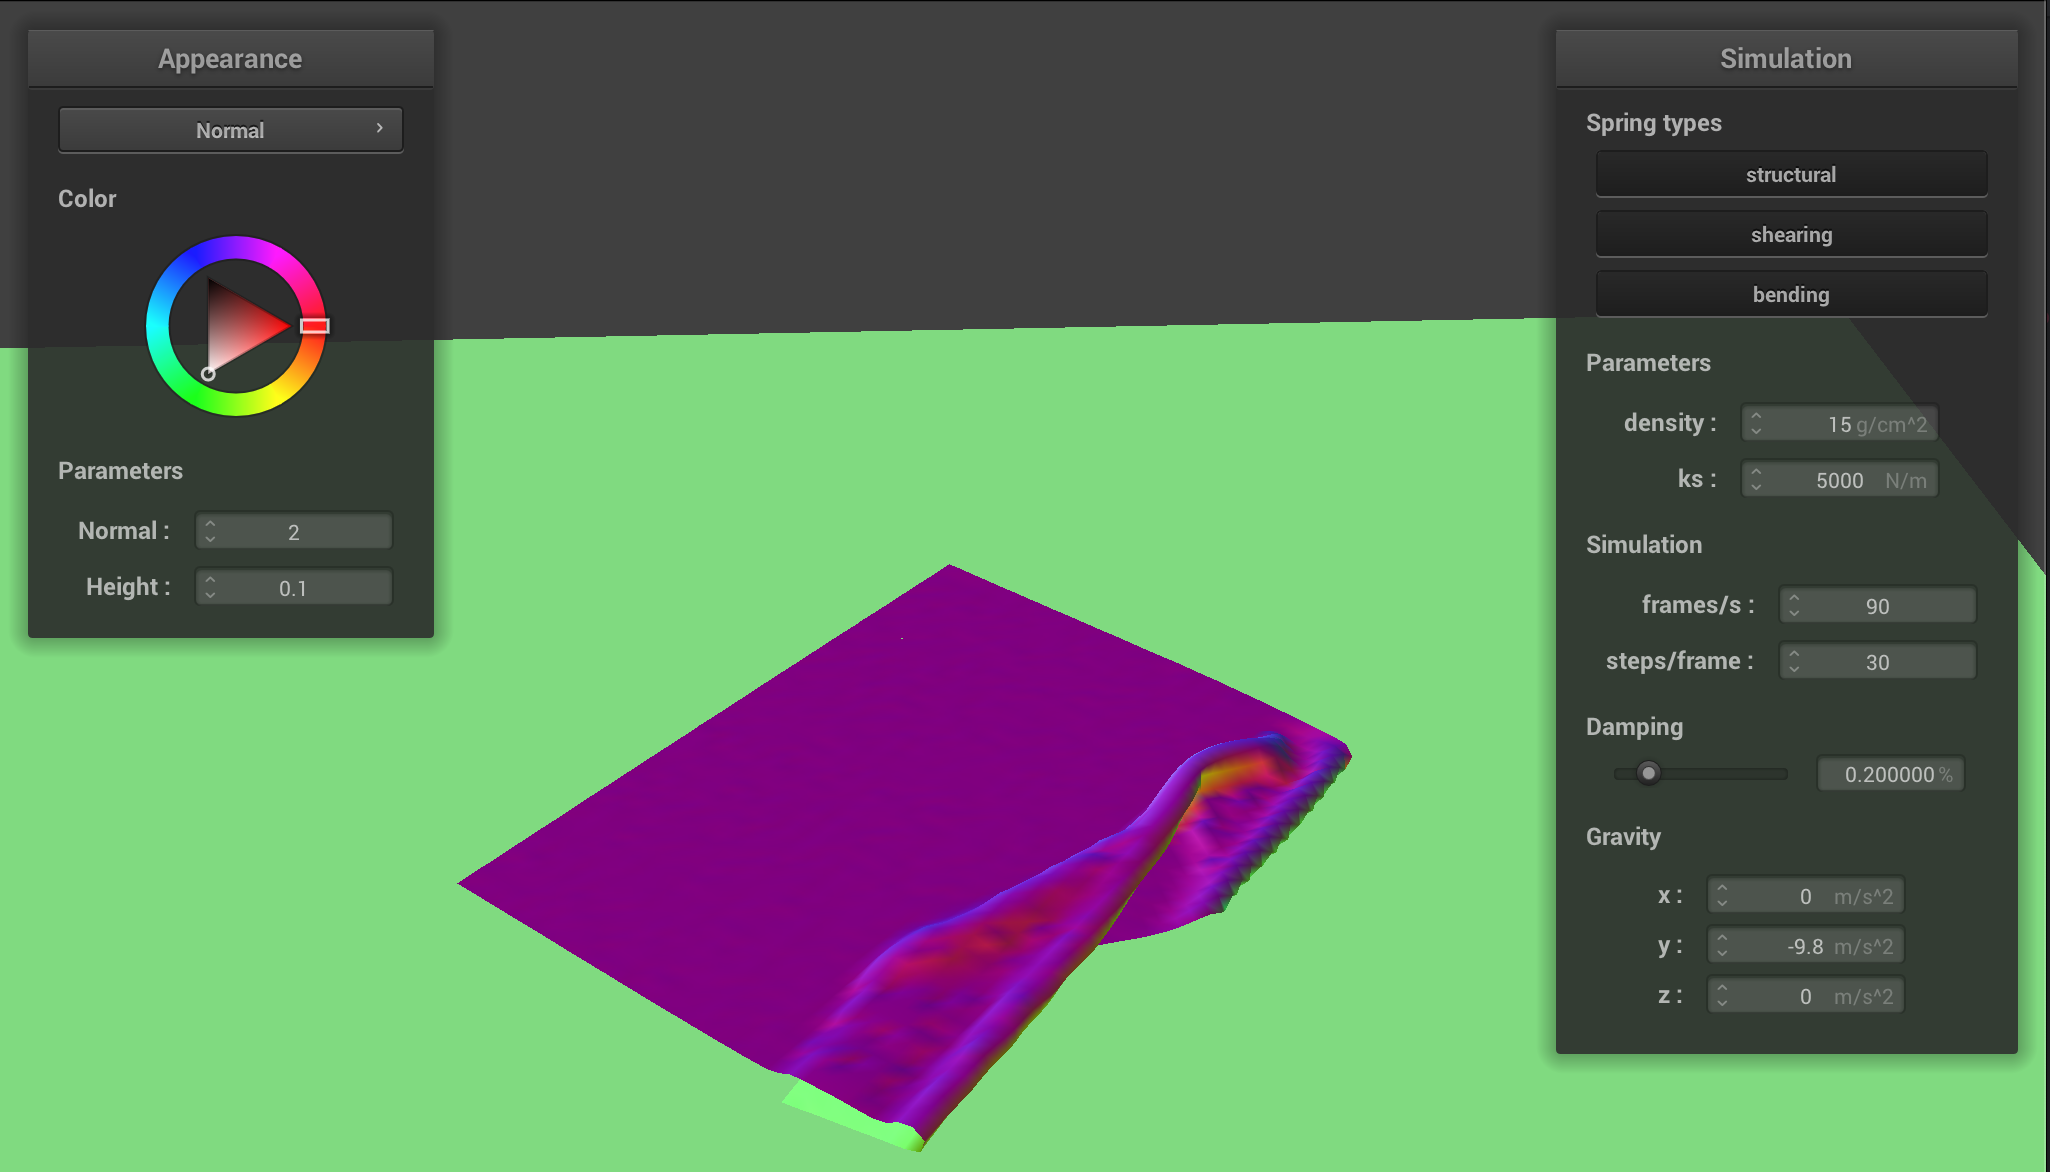 Appearance
Normal
Color
Parameters
Normal : 2
Height : 0.1
Simulation
Spring types
structural
shearing
bending
Parameters
density : 15 g/cm^2
ks : 5000 N/m
Simulation
frames/s : 90
steps/frame : 30
Damping
0.200000 %
Gravity
x : 0 m/s^2
y : -9.8 m/s^2
z : 0 m/s^2